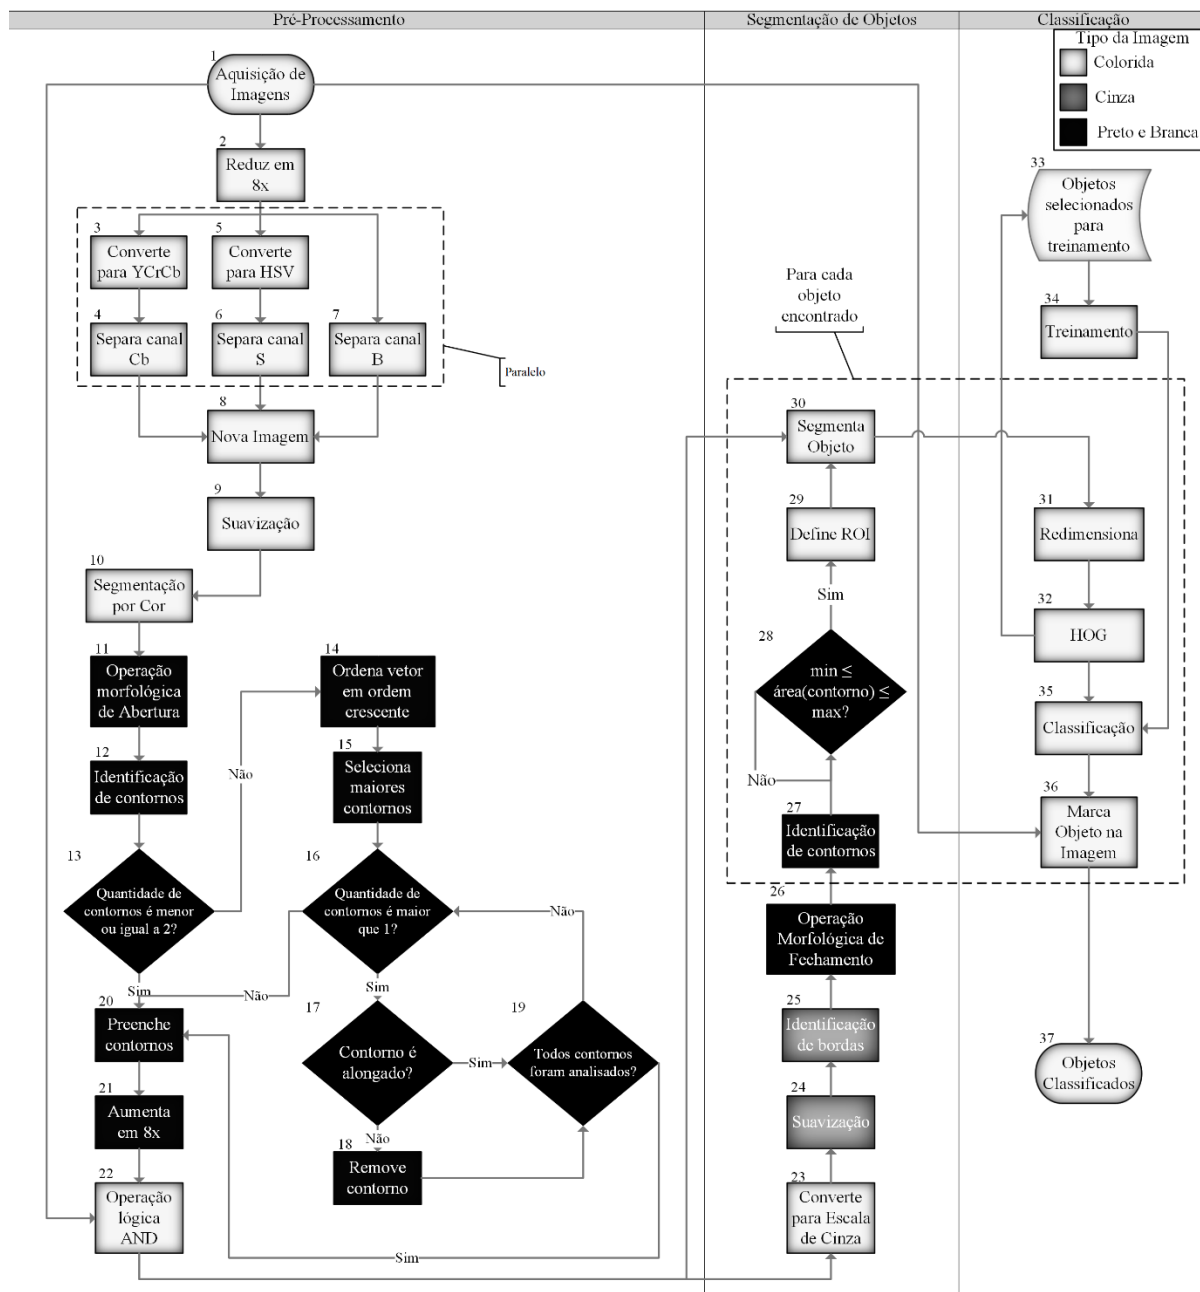 Pré-Processamento
Segmentação de Objetos
Classificação
Tipo da Imagem
Colorida
Cinza
Preto e Branca
1
Aquisição de
Imagens
2
Reduz em
8x
3
Converte
para YCrCb
5
Converte
para HSV
4
Separa canal
Cb
6
Separa canal
S
7
Separa canal
B
Paralelo
8
Nova Imagem
9
Suavização
10
Segmentação
por Cor
11
Operação
morfológica
de Abertura
12
Identificação
de contornos
13
Quantidade de
contornos é menor
ou igual a 2?
Não
Sim
14
Ordena vetor
em ordem
crescente
15
Seleciona
maiores
contornos
16
Quantidade de
contornos é maior
que 1?
Não
Sim
17
Contorno é
alongado?
Sim
Não
18
Remove
contorno
19
Todos contornos
foram analisados?
Não
Sim
20
Preenche
contornos
21
Aumenta
em 8x
22
Operação
lógica
AND
23
Converte
para Escala
de Cinza
24
Suavização
25
Identificação
de bordas
26
Operação
Morfológica de
Fechamento
27
Identificação
de contornos
28
min ≤
área(contorno) ≤
max?
Não
Sim
29
Define ROI
30
Segmenta
Objeto
Para cada
objeto
encontrado
31
Redimensiona
32
HOG
33
Objetos
selecionados
para
treinamento
34
Treinamento
35
Classificação
36
Marca
Objeto na
Imagem
37
Objetos
Classificados